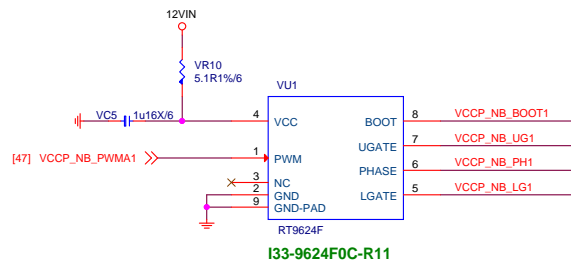 12VIN
VR10
5.1R1%/6
VU1
VC5 1u16X/6
4 VCC
BOOT 8 VCCP_NB_BOOT1
UGATE 7 VCCP_NB_UG1
[47] VCCP_NB_PWMA1 1 PWM
PHASE 6 VCCP_NB_PH1
3 NC
2 GND
LGATE 5 VCCP_NB_LG1
9 GND-PAD
RT9624F
I33-9624F0C-R11